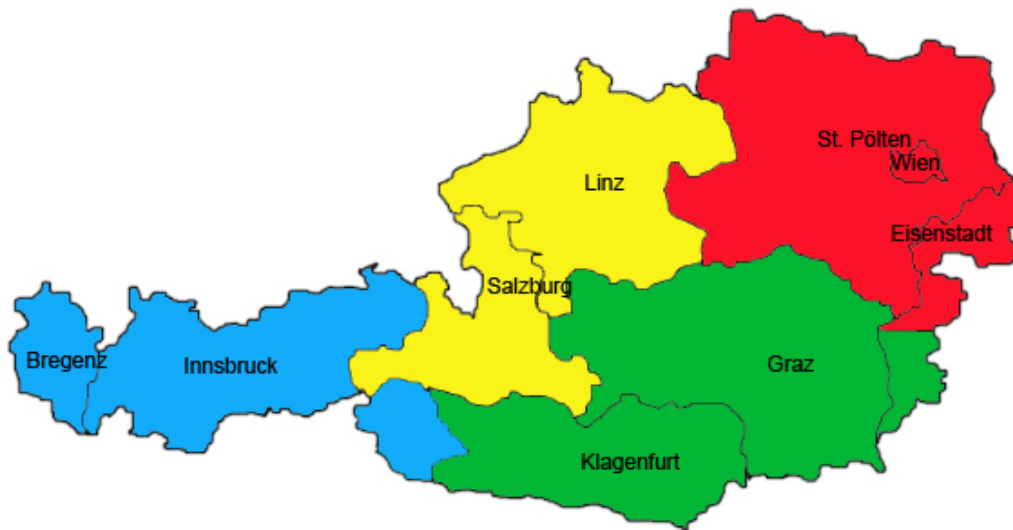 St. Pölten
Wien
Linz
Eisenstadt
Salzburg
Bregenz
Innsbruck
Graz
Klagenfurt